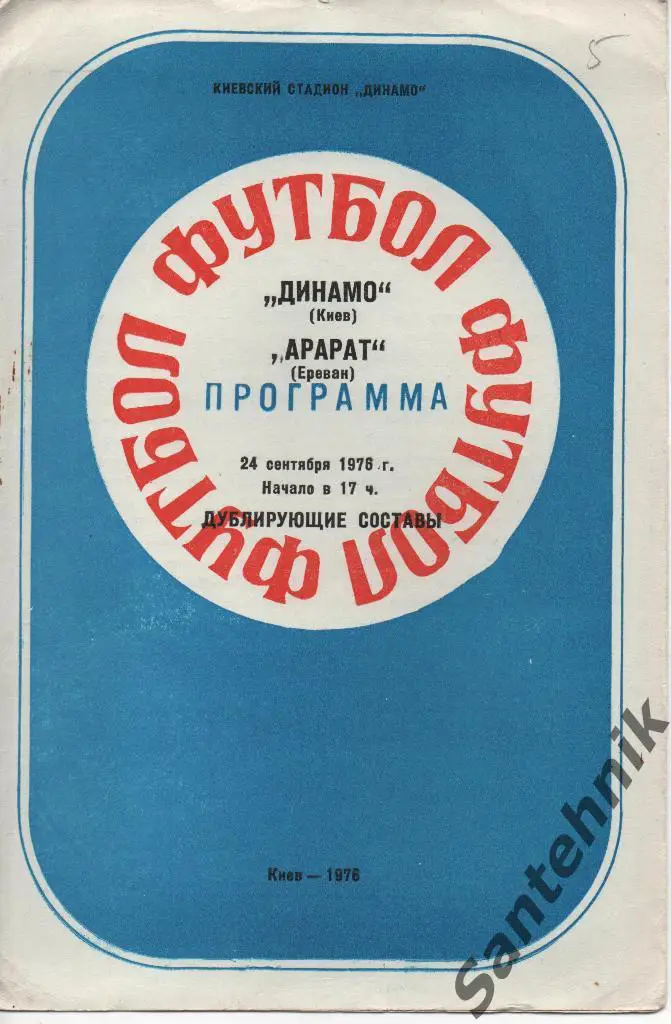 5
КИЕВСКИЙ СТАДИОН „ДИНАМО“
ФУТБОЛ ФУТБОЛ ФУТБОЛ
„ДИНАМО“
(Киев)
„АРАРАТ“
(Ереван)
ПРОГРАММА
24 сентября 1976 г.
Начало в 17 ч.
ДУБЛИРУЮЩИЕ СОСТАВЫ
Киев — 1976
Santehnik